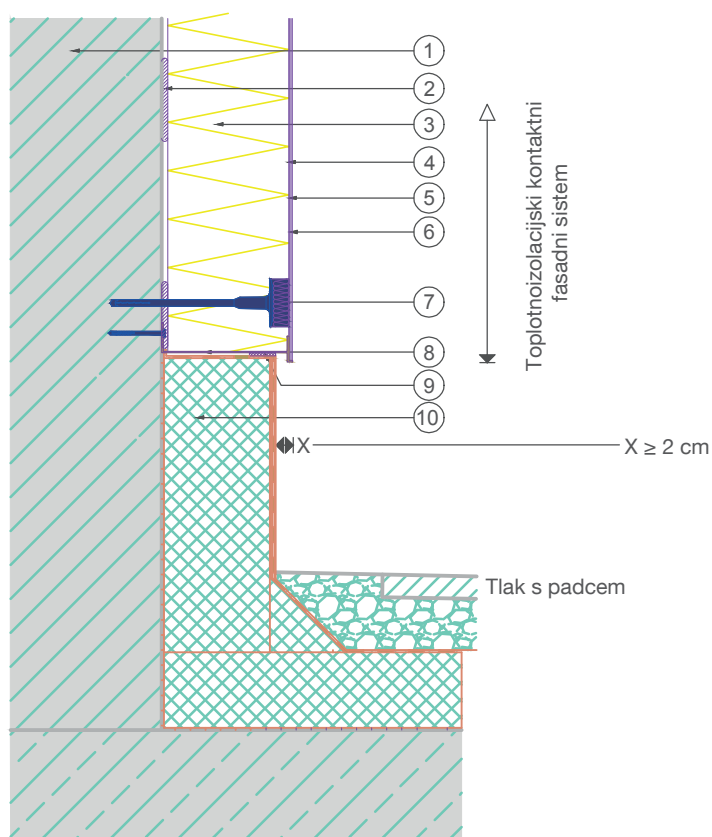 1
2
3
4
5
6
7
8
9
10
Toplotnoizolacijski kontaktni
fasadni sistem
X
X ≥ 2 cm
Tlak s padcem